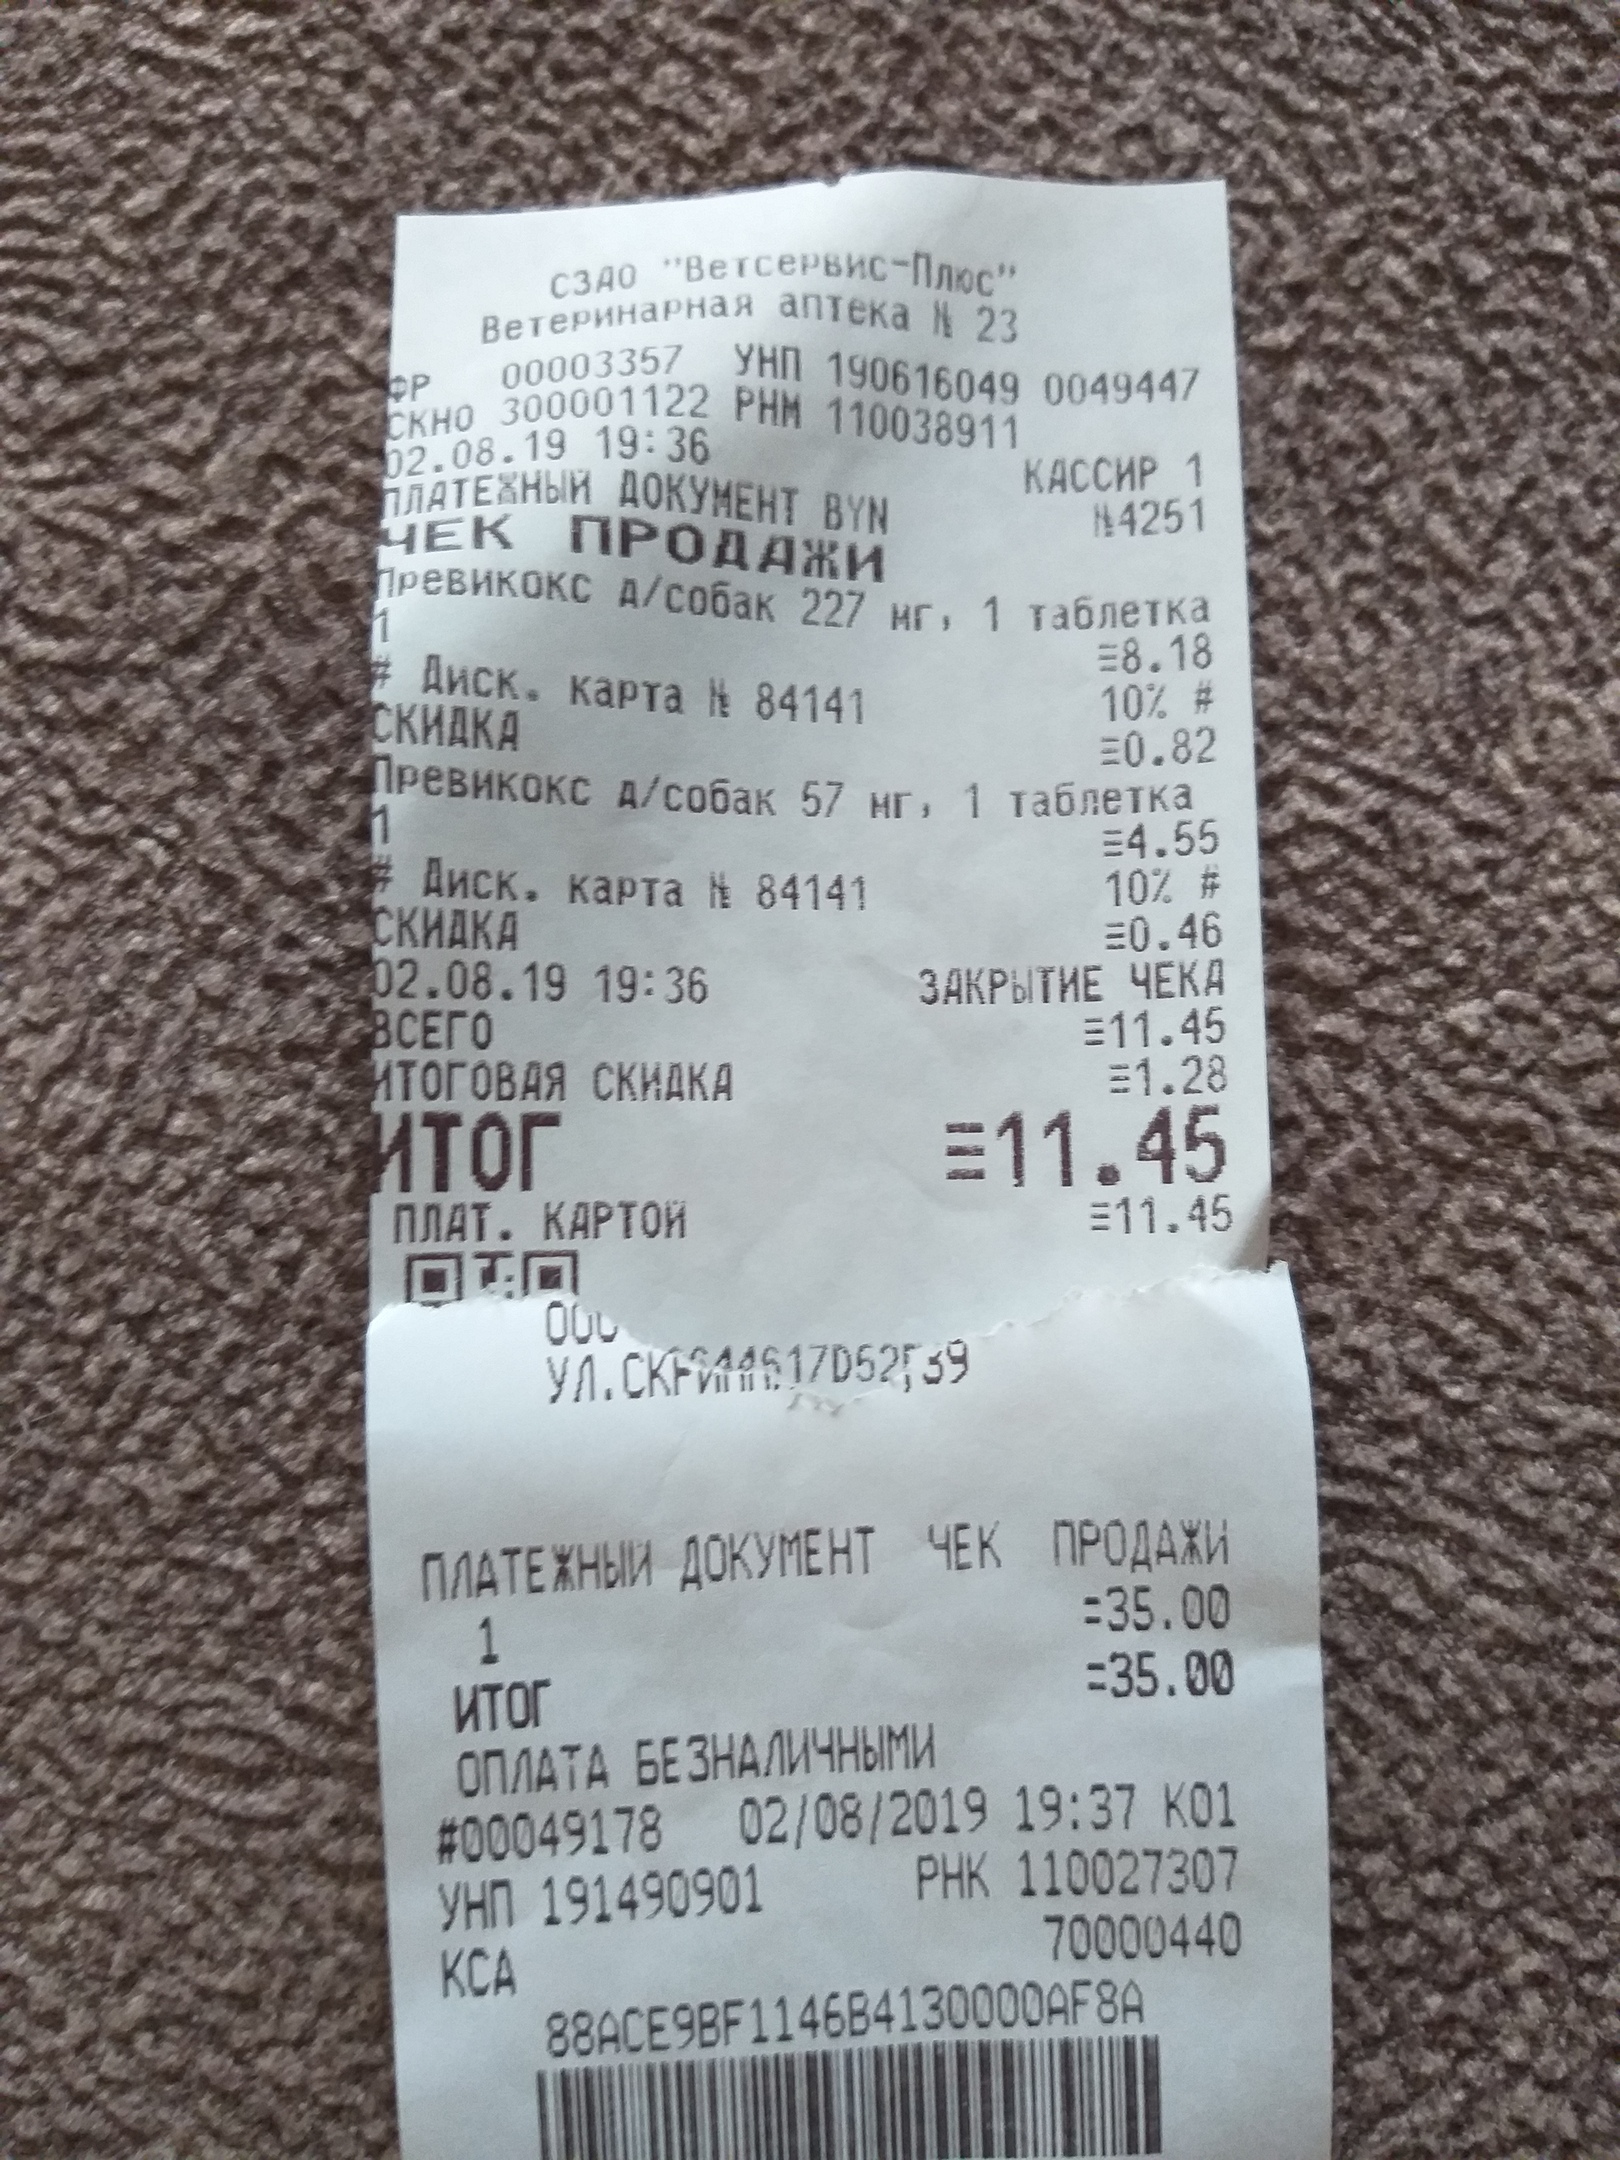 СЗАО "Ветсервис-Плюс"
Ветеринарная аптека № 23
ФР 00003357 УНП 190616049 0049447
СКНО 300001122 РНМ 110038911
02.08.19 19:36 КАССИР 1
ПЛАТЕЖНЫЙ ДОКУМЕНТ BYN №4251
ЧЕК ПРОДАЖИ
Превикокс д/собак 227 мг, 1 таблетка
1 ≡8.18
# Диск. карта № 84141 10% #
СКИДКА ≡0.82
Превикокс д/собак 57 мг, 1 таблетка
1 ≡4.55
# Диск. карта № 84141 10% #
СКИДКА ≡0.46
02.08.19 19:36 ЗАКРЫТИЕ ЧЕКА
ВСЕГО ≡11.45
ИТОГОВАЯ СКИДКА ≡1.28
ИТОГ ≡11.45
ПЛАТ. КАРТОЙ ≡11.45
УЛ.
ПЛАТЕЖНЫЙ ДОКУМЕНТ ЧЕК ПРОДАЖИ
1 =35.00
ИТОГ =35.00
ОПЛАТА БЕЗНАЛИЧНЫМИ
#00049178 02/08/2019 19:37 К01
УНП 191490901 РНК 110027307
КСА 70000440
88ACE9BF1146B4130000AF8A